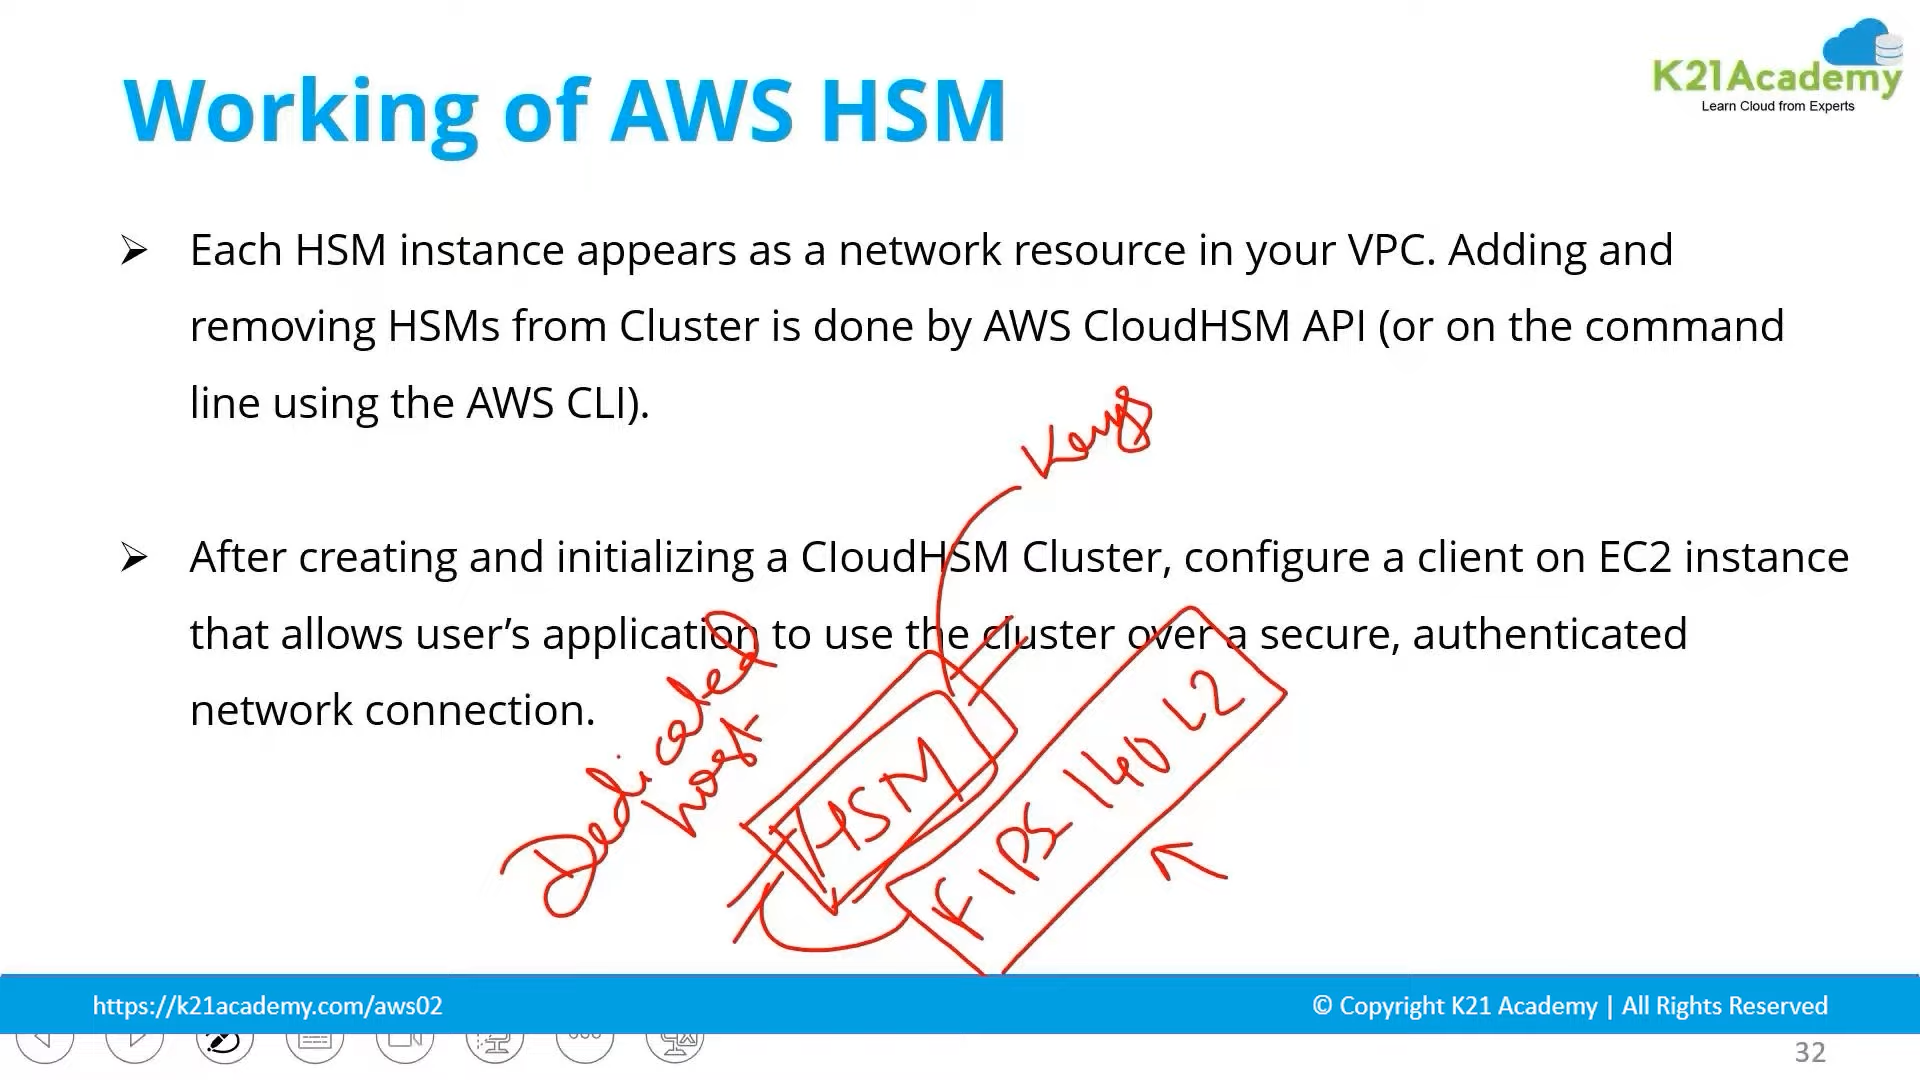 K21Academy
Learn Cloud from Experts
Working of AWS HSM
➢ Each HSM instance appears as a network resource in your VPC. Adding and
removing HSMs from Cluster is done by AWS CloudHSM API (or on the command
line using the AWS CLI).
Keys
➢ After creating and initializing a CloudHSM Cluster, configure a client on EC2 instance
that allows user’s application to use the cluster over a secure, authenticated
network connection.
Dedicated
host
HSM
FIPS-140 L2
https://k21academy.com/aws02
© Copyright K21 Academy | All Rights Reserved
32